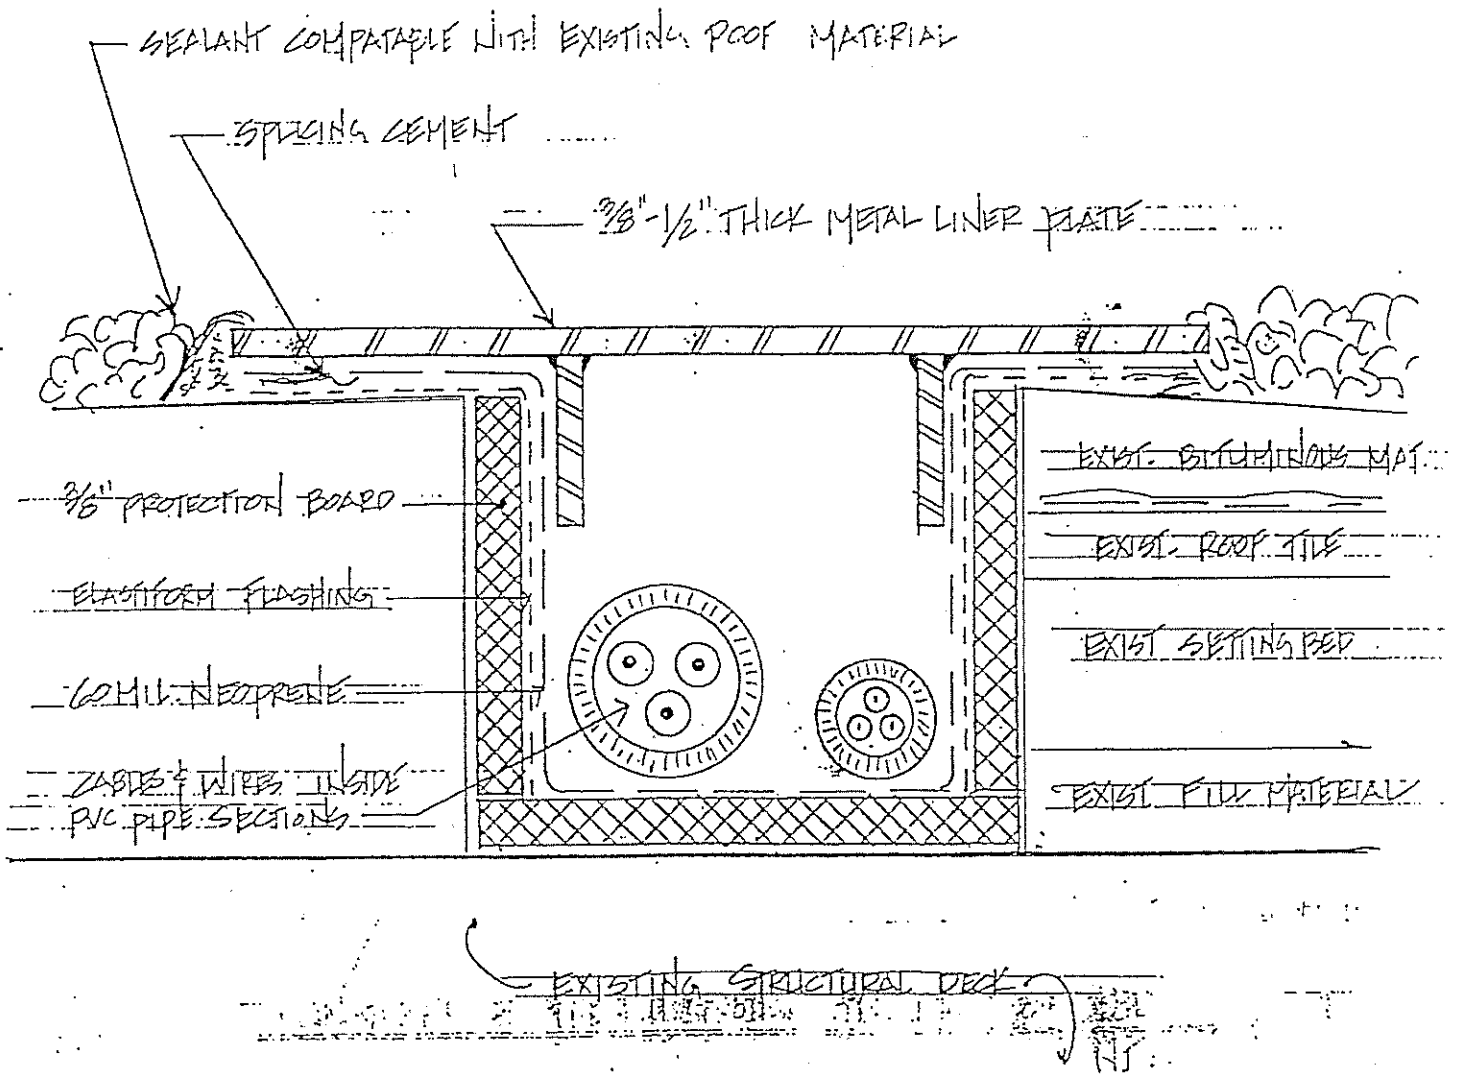 SEALANT COMPATABLE WITH EXISTING ROOF MATERIAL
SPLICING CEMENT
3/8"-1/2" THICK METAL LINER PLATE
EXIST. BITUMINOUS MAT.
3/8" PROTECTION BOARD
EXIST. ROOF TILE
ELASTIFORM FLASHING
EXIST SETTING BED
60 MIL. NEOPRENE
CABLES & WIRES INSIDE
PVC PIPE SECTIONS
EXIST FILL MATERIAL
EXISTING STRUCTURAL DECK